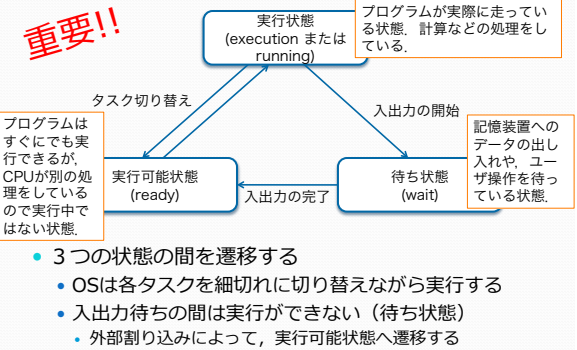 重要!!
実行状態
(execution または
running)
プログラムが実際に走ってい
る状態．計算などの処理をし
ている．
タスク切り替え
入出力の開始
プログラムは
すぐにでも実
行できるが，
CPUが別の処
理をしている
ので実行中で
はない状態．
実行可能状態
(ready)
入出力の完了
待ち状態
(wait)
記憶装置への
データの出し
入れや，ユー
ザ操作を待っ
ている状態．
• ３つの状態の間を遷移する
• OSは各タスクを細切れに切り替えながら実行する
• 入出力待ちの間は実行ができない（待ち状態）
• 外部割り込みによって，実行可能状態へ遷移する